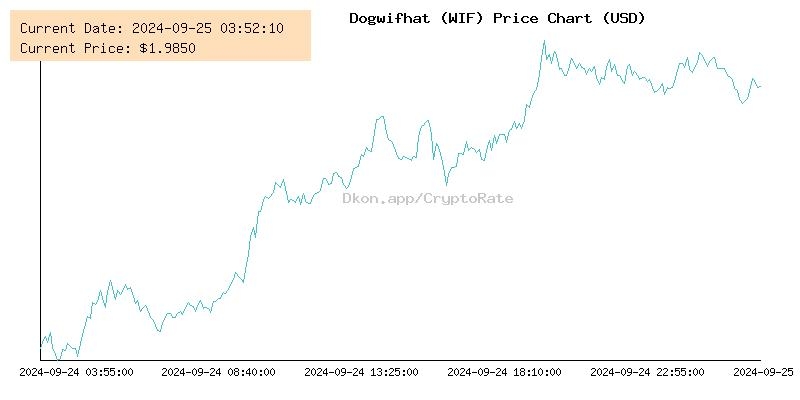 Dogwifhat (WIF) Price Chart (USD)
Current Date: 2024-09-25 03:52:10
Current Price: $1.9850
Dkon.app/CryptoRate
2024-09-24 03:55:00 2024-09-24 08:40:00 2024-09-24 13:25:00 2024-09-24 18:10:00 2024-09-24 22:55:00 2024-09-25